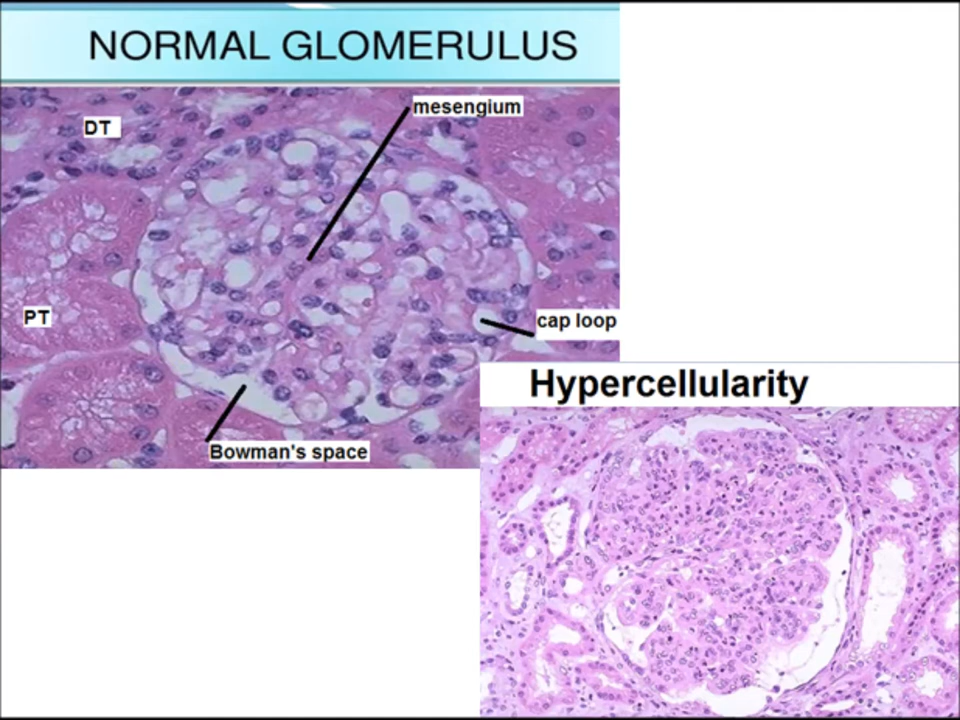 NORMAL GLOMERULUS
mesengium
DT
PT
cap loop
Hypercellularity
Bowman's space